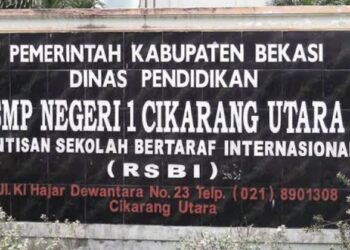 PEMERINTAH KABUPATEN BEKASI
DINAS PENDIDIKAN
SMP NEGERI 1 CIKARANG UTARA
NTISAN SEKOLAH BERTARAF INTERNASIONAL
(RSBI)
Jl. Ki Hajar Dewantara No. 23 Telp. (021) 8901308
Cikarang Utara